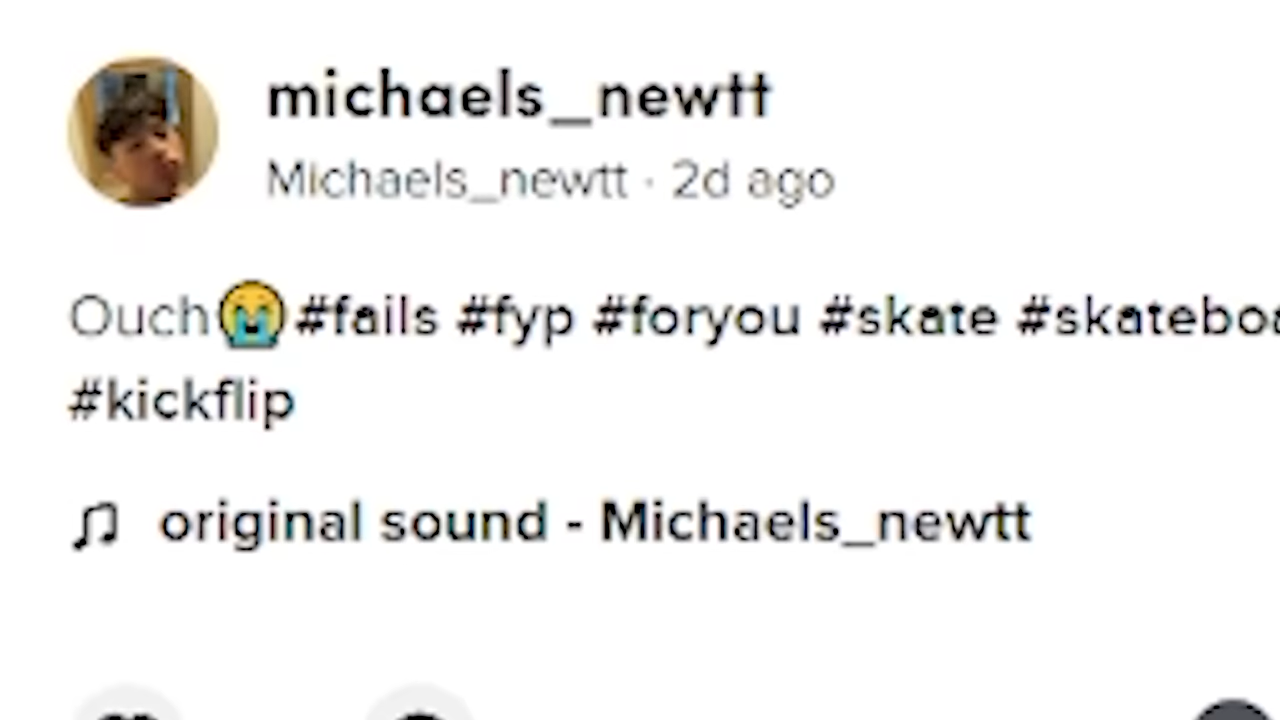 michaels_newtt
Michaels_newtt · 2d ago
Ouch😭#fails #fyp #foryou #skate
#kickflip
original sound - Michaels_newtt